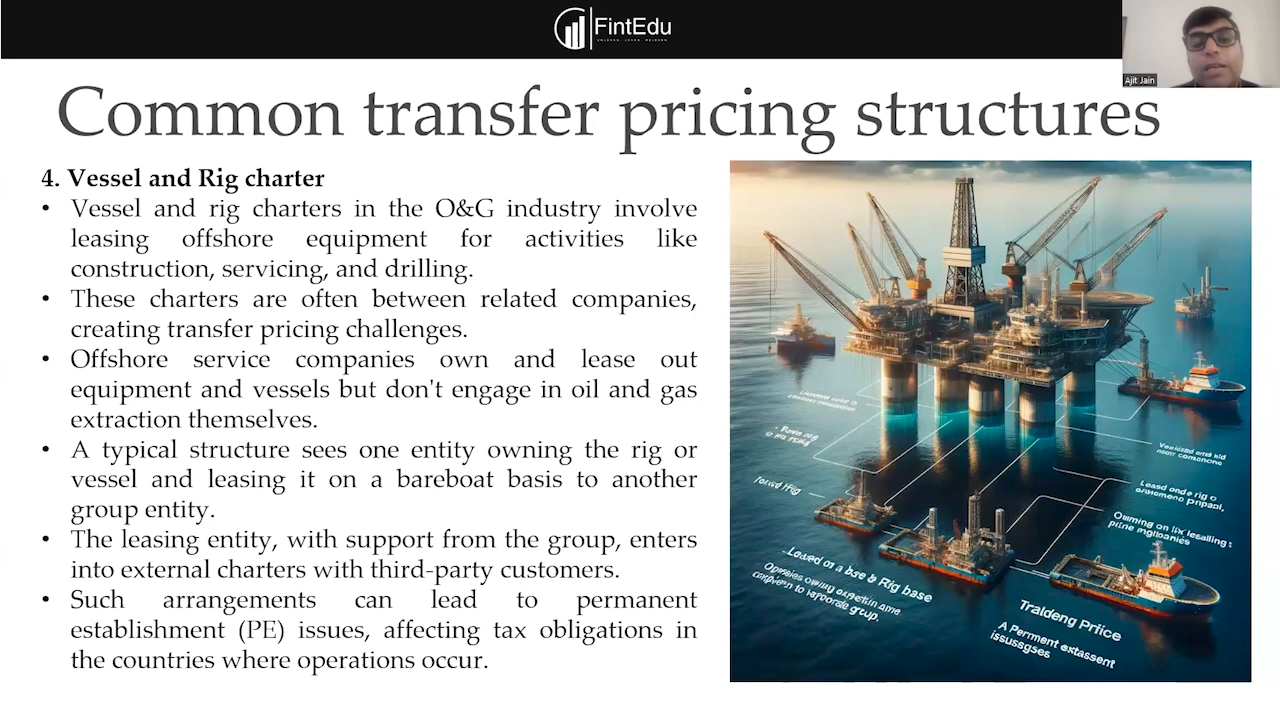 FintEdu
Ajit Jain
Common transfer pricing structures
4. Vessel and Rig charter
• Vessel and rig charters in the O&G industry involve
leasing offshore equipment for activities like
construction, servicing, and drilling.
• These charters are often between related companies,
creating transfer pricing challenges.
• Offshore service companies own and lease out
equipment and vessels but don't engage in oil and gas
extraction themselves.
• A typical structure sees one entity owning the rig or
vessel and leasing it on a bareboat basis to another
group entity.
• The leasing entity, with support from the group, enters
into external charters with third-party customers.
• Such arrangements can lead to permanent
establishment (PE) issues, affecting tax obligations in
the countries where operations occur.
Traldeng Priice